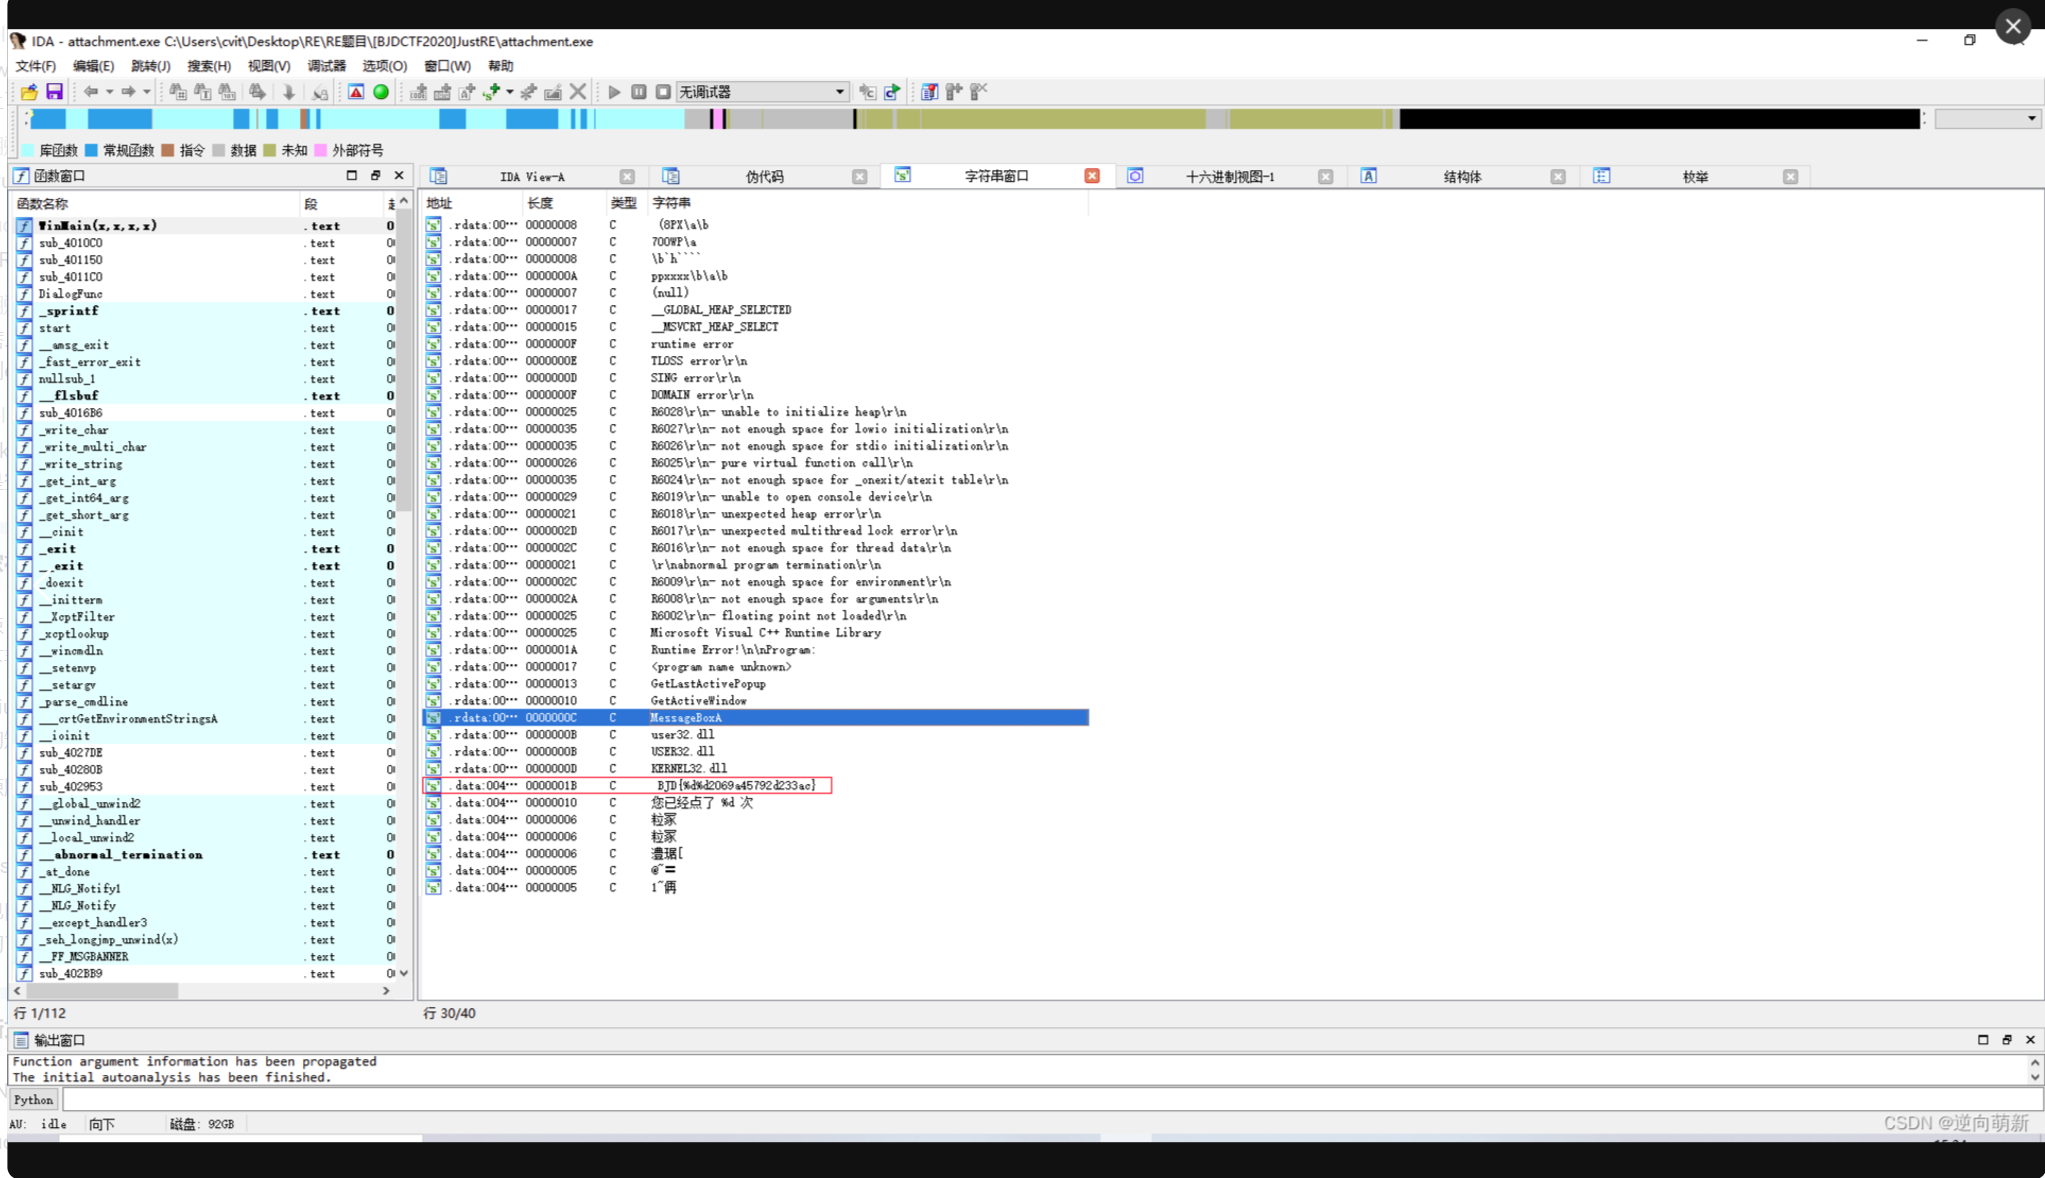 IDA - attachment.exe C:\Users\cvit\Desktop\RE\RE题目\[BJDCTF2020]JustRE\attachment.exe
文件(F) 编辑(E) 跳转(J) 搜索(H) 视图(V) 调试器 选项(O) 窗口(W) 帮助
无调试器
库函数 常规函数 指令 数据 未知 外部符号
函数窗口
IDA View-A 伪代码 字符串窗口 十六进制视图-1 结构体 枚举
函数名称 段
WinMain(x,x,x,x) .text 0
sub_4010C0 .text
sub_401150 .text
sub_4011C0 .text
DialogFunc .text
_sprintf .text 0
start .text
__amsg_exit .text
_fast_error_exit .text
nullsub_1 .text
__flsbuf .text 0
sub_4016B6 .text
_write_char .text
_write_multi_char .text
_write_string .text
_get_int_arg .text
_get_int64_arg .text
_get_short_arg .text
__cinit .text
_exit .text 0
__exit .text 0
_doexit .text
__initterm .text
__XcptFilter .text
_xcptlookup .text
__wincmdln .text
__setenvp .text
__setargv .text
_parse_cmdline .text
___crtGetEnvironmentStringsA .text
__ioinit .text
sub_4027DE .text
sub_40280B .text
sub_402953 .text
__global_unwind2 .text
__unwind_handler .text
__local_unwind2 .text
__abnormal_termination .text 0
_at_done .text
__NLG_Notify1 .text
__NLG_Notify .text
__except_handler3 .text
_seh_longjmp_unwind(x) .text
__FF_MSGBANNER .text
sub_402BB9 .text
行 1/112
地址 长度 类型 字符串
.rdata:00… 00000008 C (8PX\a\b
.rdata:00… 00000007 C 700WP\a
.rdata:00… 00000008 C \b`h````
.rdata:00… 0000000A C ppxxxx\b\a\b
.rdata:00… 00000007 C (null)
.rdata:00… 00000017 C __GLOBAL_HEAP_SELECTED
.rdata:00… 00000015 C __MSVCRT_HEAP_SELECT
.rdata:00… 0000000F C runtime error
.rdata:00… 0000000E C TLOSS error\r\n
.rdata:00… 0000000D C SING error\r\n
.rdata:00… 0000000F C DOMAIN error\r\n
.rdata:00… 00000025 C R6028\r\n- unable to initialize heap\r\n
.rdata:00… 00000035 C R6027\r\n- not enough space for lowio initialization\r\n
.rdata:00… 00000035 C R6026\r\n- not enough space for stdio initialization\r\n
.rdata:00… 00000026 C R6025\r\n- pure virtual function call\r\n
.rdata:00… 00000035 C R6024\r\n- not enough space for _onexit/atexit table\r\n
.rdata:00… 00000029 C R6019\r\n- unable to open console device\r\n
.rdata:00… 00000021 C R6018\r\n- unexpected heap error\r\n
.rdata:00… 0000002D C R6017\r\n- unexpected multithread lock error\r\n
.rdata:00… 0000002C C R6016\r\n- not enough space for thread data\r\n
.rdata:00… 00000021 C \r\nabnormal program termination\r\n
.rdata:00… 0000002C C R6009\r\n- not enough space for environment\r\n
.rdata:00… 0000002A C R6008\r\n- not enough space for arguments\r\n
.rdata:00… 00000025 C R6002\r\n- floating point not loaded\r\n
.rdata:00… 00000025 C Microsoft Visual C++ Runtime Library
.rdata:00… 0000001A C Runtime Error!\n\nProgram:
.rdata:00… 00000017 C <program name unknown>
.rdata:00… 00000013 C GetLastActivePopup
.rdata:00… 00000010 C GetActiveWindow
.rdata:00… 0000000C C MessageBoxA
.rdata:00… 0000000B C user32.dll
.rdata:00… 0000000B C USER32.dll
.rdata:00… 0000000D C KERNEL32.dll
.data:004… 0000001B C BJD{%d%d2069a45792d233ac}
.data:004… 00000010 C 您已经点了 %d 次
.data:004… 00000006 C 粒冡
.data:004… 00000006 C 粒冡
.data:004… 00000006 C
.data:004… 00000005 C @~=
.data:004… 00000005 C 1~偁
行 30/40
输出窗口
Function argument information has been propagated
The initial autoanalysis has been finished.
Python
AU: idle 向下 磁盘: 92GB
CSDN @逆向萌新